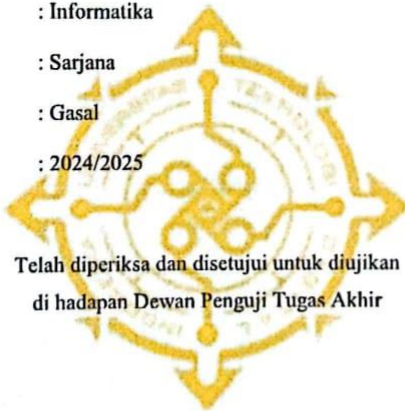 : Informatika
: Sarjana
: Gasal
: 2024/2025
Telah diperiksa dan disetujui untuk diujikan
di hadapan Dewan Penguji Tugas Akhir